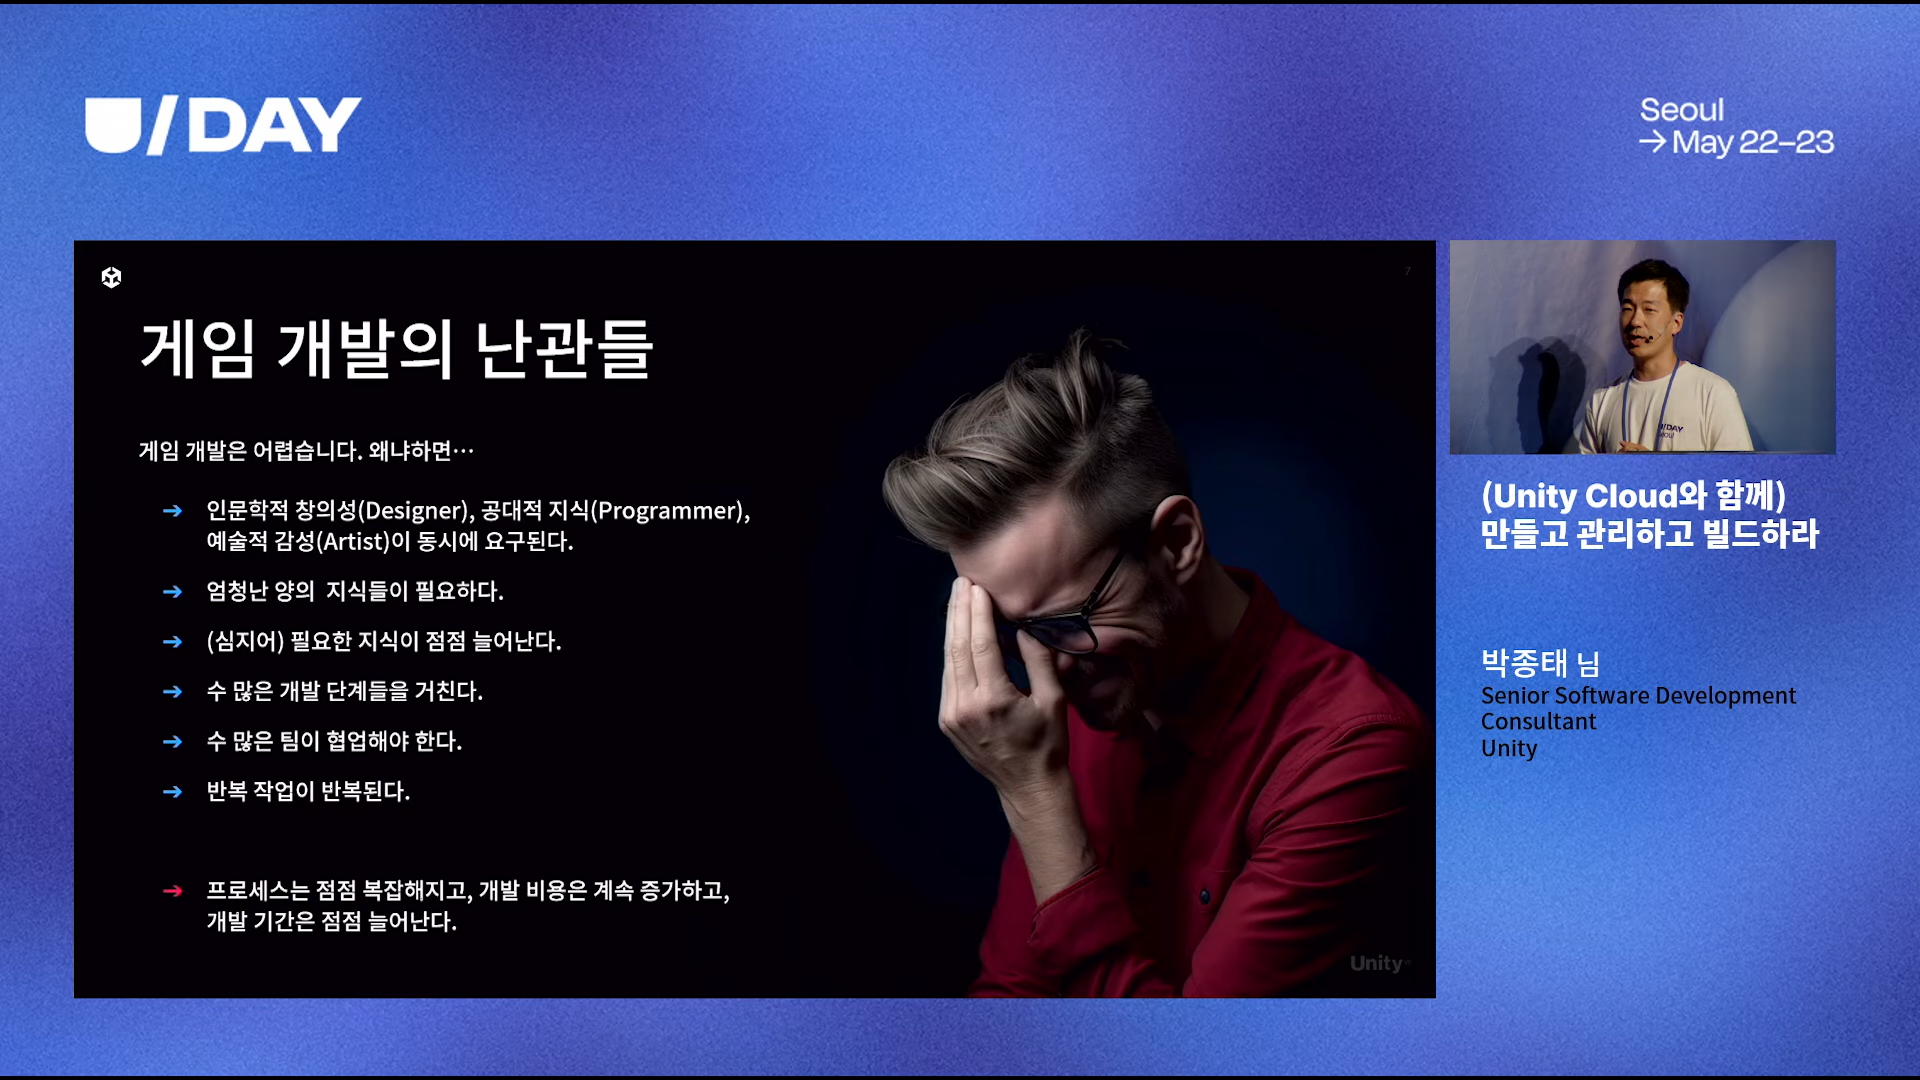 U/DAY
Seoul
→ May 22–23
7
게임 개발의 난관들
게임 개발은 어렵습니다. 왜냐하면…
➔ 인문학적 창의성(Designer), 공대적 지식(Programmer),
예술적 감성(Artist)이 동시에 요구된다.
➔ 엄청난 양의  지식들이 필요하다.
➔ (심지어) 필요한 지식이 점점 늘어난다.
➔ 수 많은 개발 단계들을 거친다.
➔ 수 많은 팀이 협업해야 한다.
➔ 반복 작업이 반복된다.
➔ 프로세스는 점점 복잡해지고, 개발 비용은 계속 증가하고,
개발 기간은 점점 늘어난다.
Unity
U/DAY
Seoul
(Unity Cloud와 함께)
만들고 관리하고 빌드하라
박종태 님
Senior Software Development
Consultant
Unity